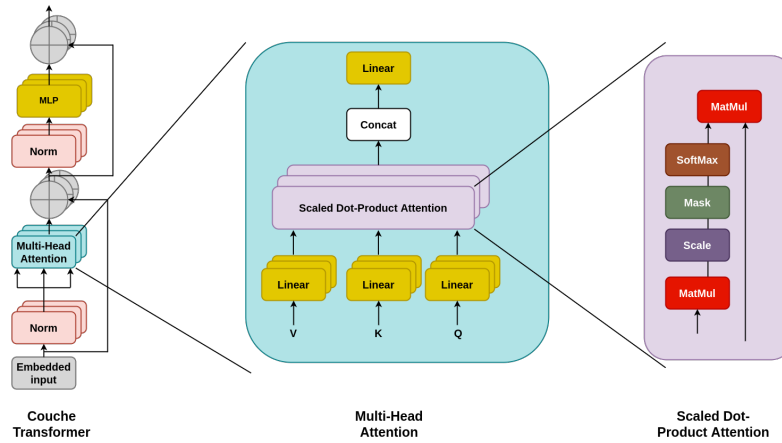 MLP
Norm
Multi-Head
Attention
Norm
Embedded
input
Couche
Transformer
Linear
Concat
Scaled Dot-Product Attention
Linear
Linear
Linear
V
K
Q
Multi-Head
Attention
MatMul
SoftMax
Mask
Scale
MatMul
Scaled Dot-
Product Attention